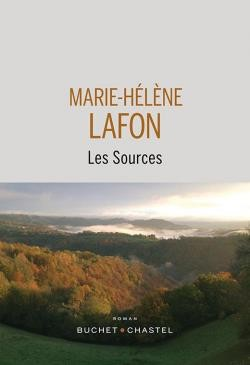 MARIE-HÉLÈNE
LAFON
Les Sources
ROMAN
BUCHET • CHASTEL